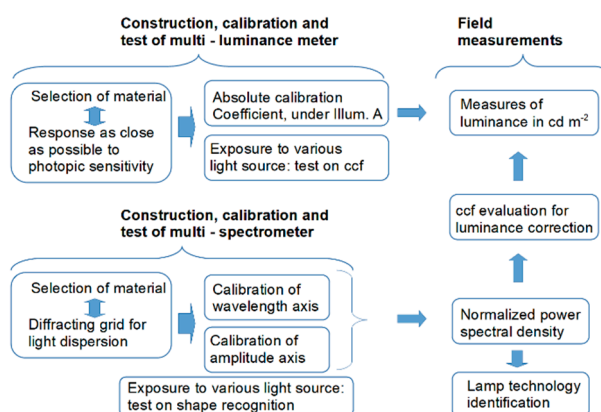 Construction, calibration and
test of multi - luminance meter
Field
measurements
Selection of material
Response as close
as possible to
photopic sensitivity
Absolute calibration
Coefficient, under Illum. A
Exposure to various
light source: test on ccf
Measures of
luminance in cd m-2
ccf evaluation for
luminance correction
Construction, calibration and
test of multi - spectrometer
Selection of material
Diffracting grid for
light dispersion
Calibration of
wavelength axis
Calibration of
amplitude axis
Exposure to various light source:
test on shape recognition
Normalized power
spectral density
Lamp technology
identification